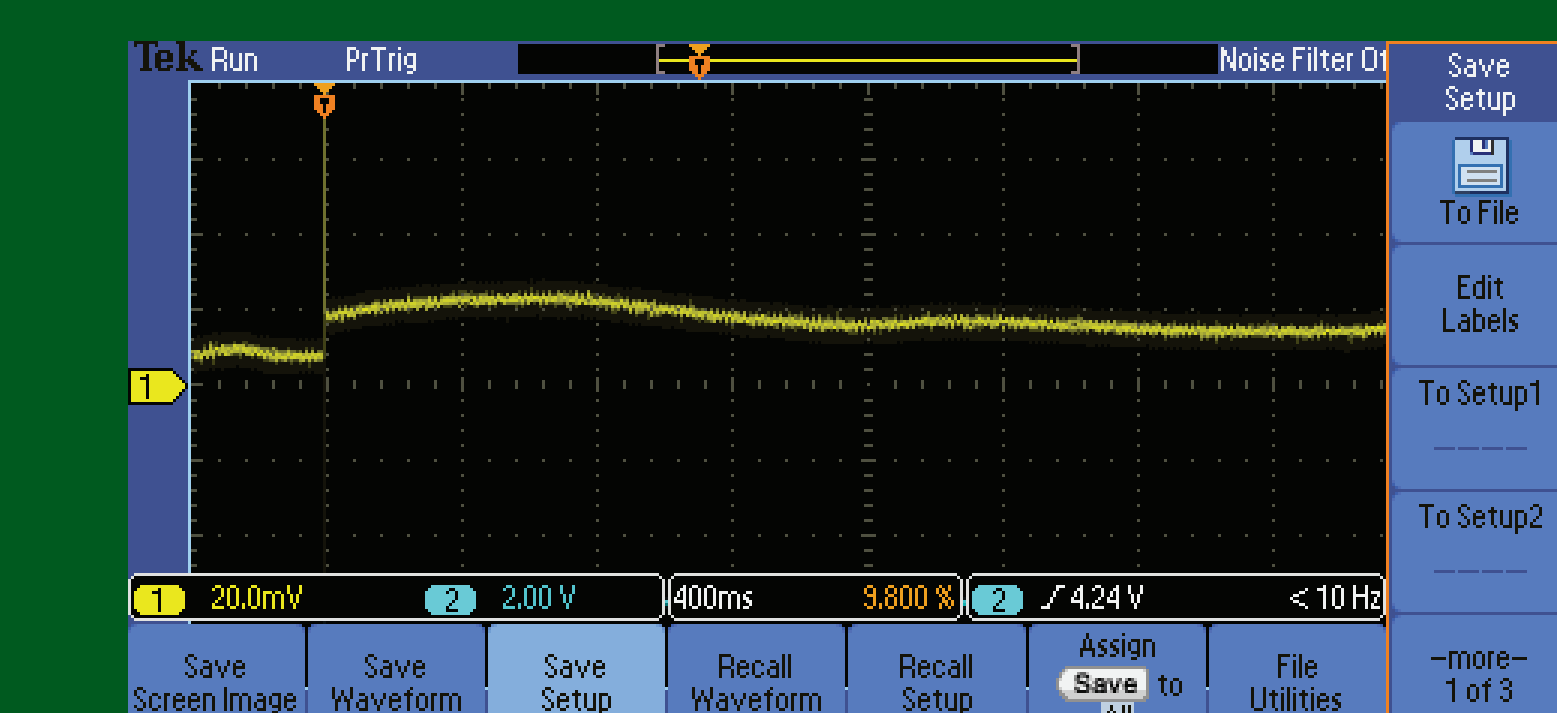 Tek Run PrTrig Noise Filter Of
T
T
Save
Setup
To File
Edit
Labels
1
To Setup1
————
To Setup2
————
1 20.0mV 2 2.00 V 400ms 9.800 % 2 4.24 V < 10 Hz
Save
Screen Image
Save
Waveform
Save
Setup
Recall
Waveform
Recall
Setup
Assign
Save to
All
File
Utilities
–more–
1 of 3